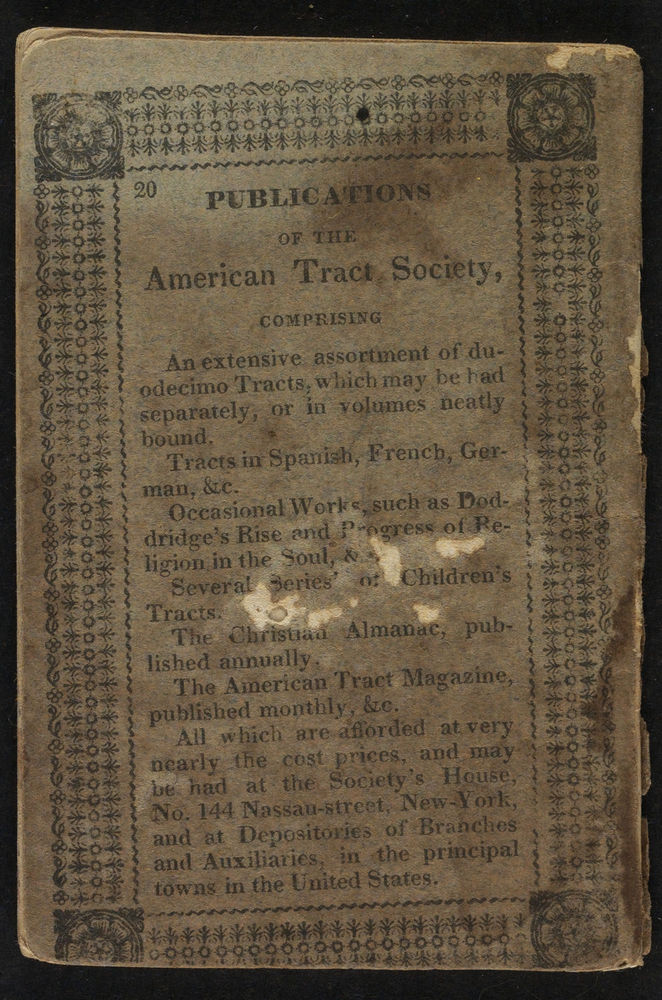 20
PUBLICATIONS
OF THE
American Tract Society,
COMPRISING
An extensive assortment of du-
odecimo Tracts, which may be had
separately, or in volumes neatly
bound.
Tracts in Spanish, French, Ger-
man, &c.
Occasional Works, such as Dod-
dridge's Rise and Progress of Re-
ligion in the Soul, &
Several Series' of Children's
Tracts.
The Christian Almanac, pub-
lished annually.
The American Tract Magazine,
published monthly, &c.
All which are afforded at very
nearly the cost prices, and may
be had at the Society's House,
No. 144 Nassau-street, New-York,
and at Depositories of Branches
and Auxiliaries, in the principal
towns in the United States.